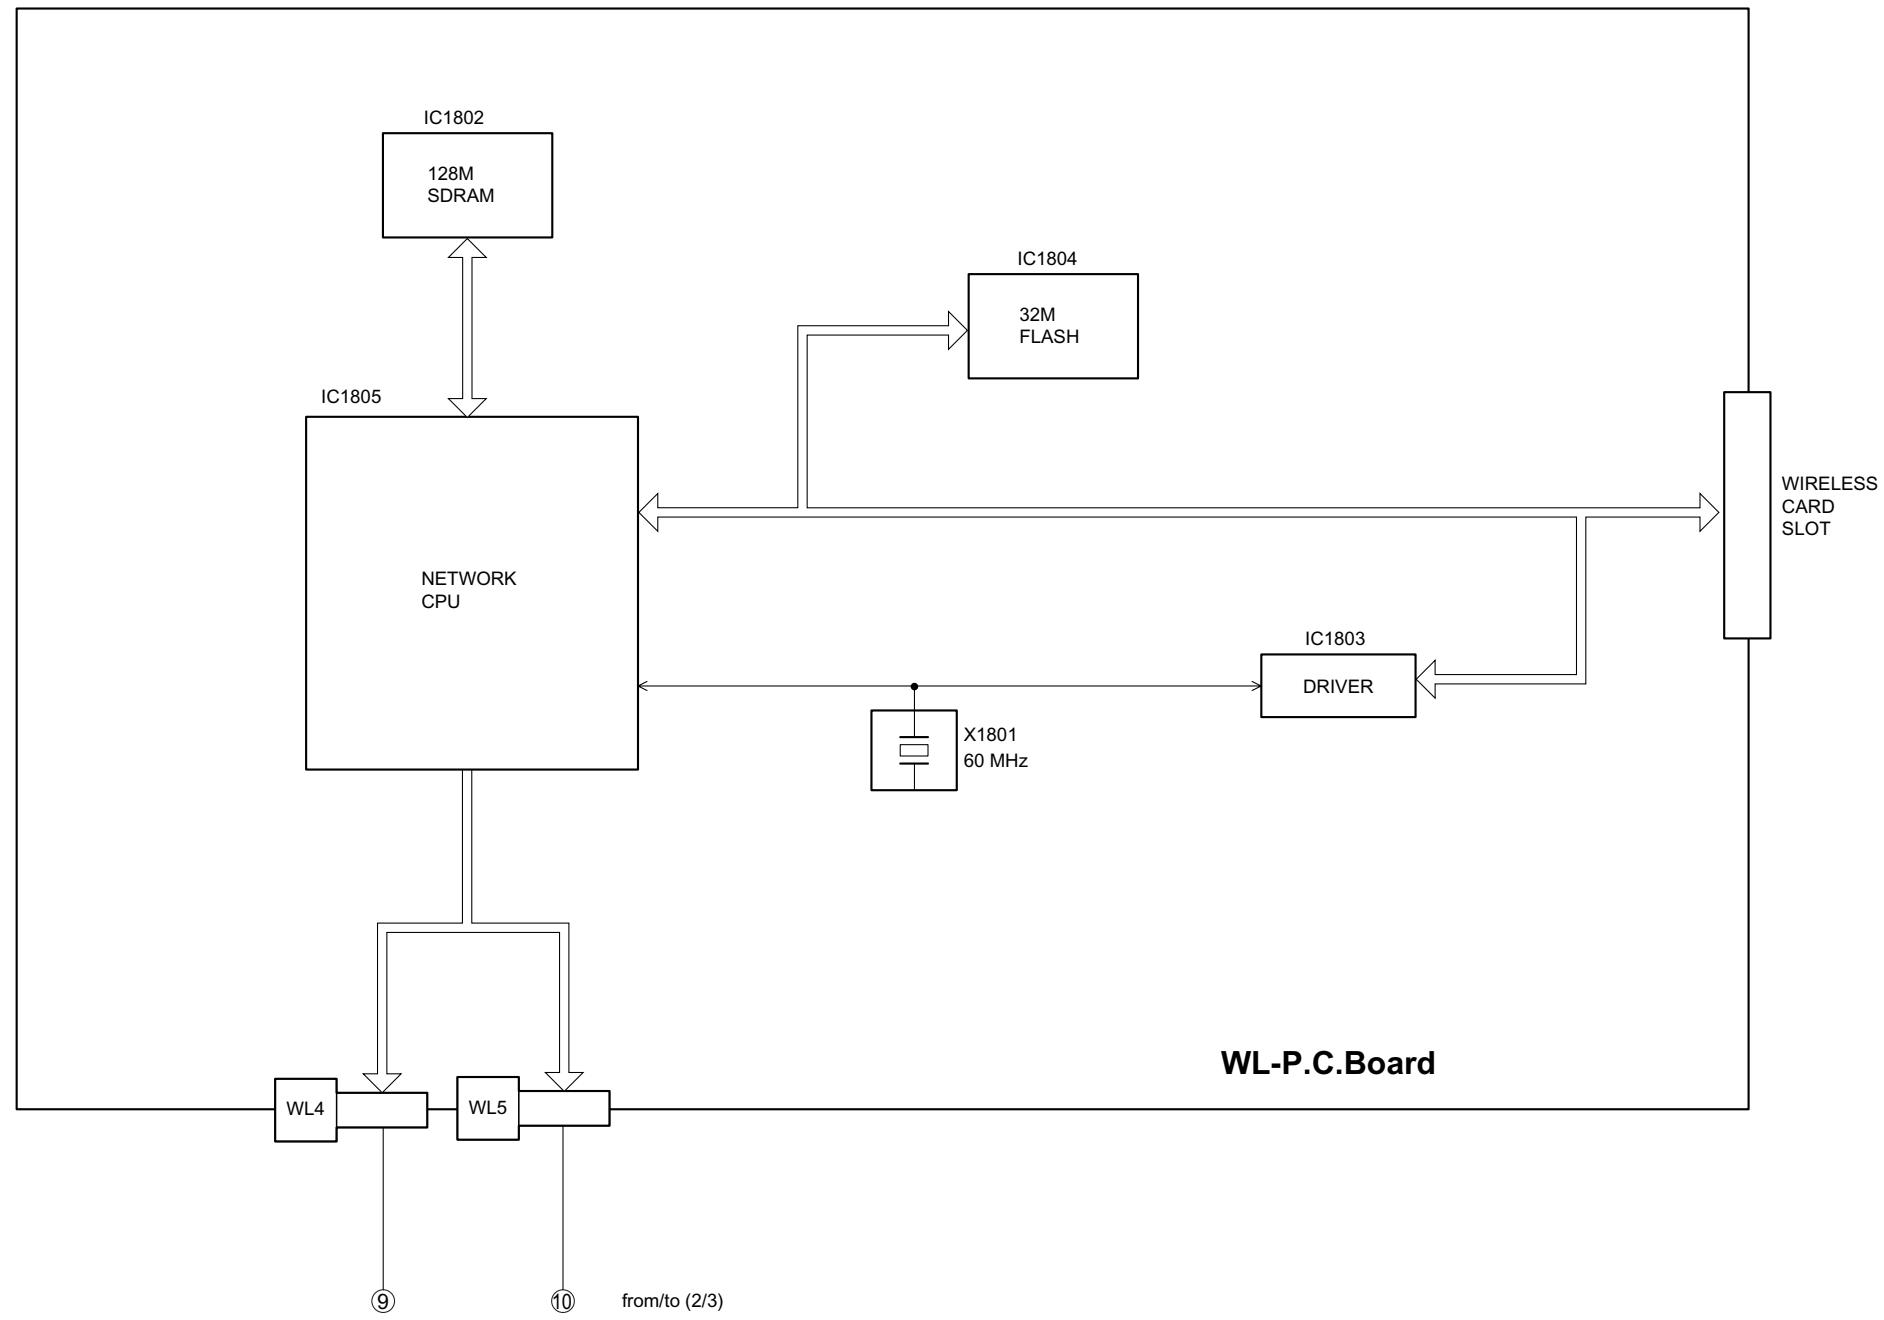 IC1802
128M
SDRAM
IC1804
32M
FLASH
IC1805
NETWORK
CPU
WIRELESS
CARD
SLOT
IC1803
DRIVER
X1801
60 MHz
WL-P.C.Board
WL4
WL5
⑨
⑩
from/to (2/3)